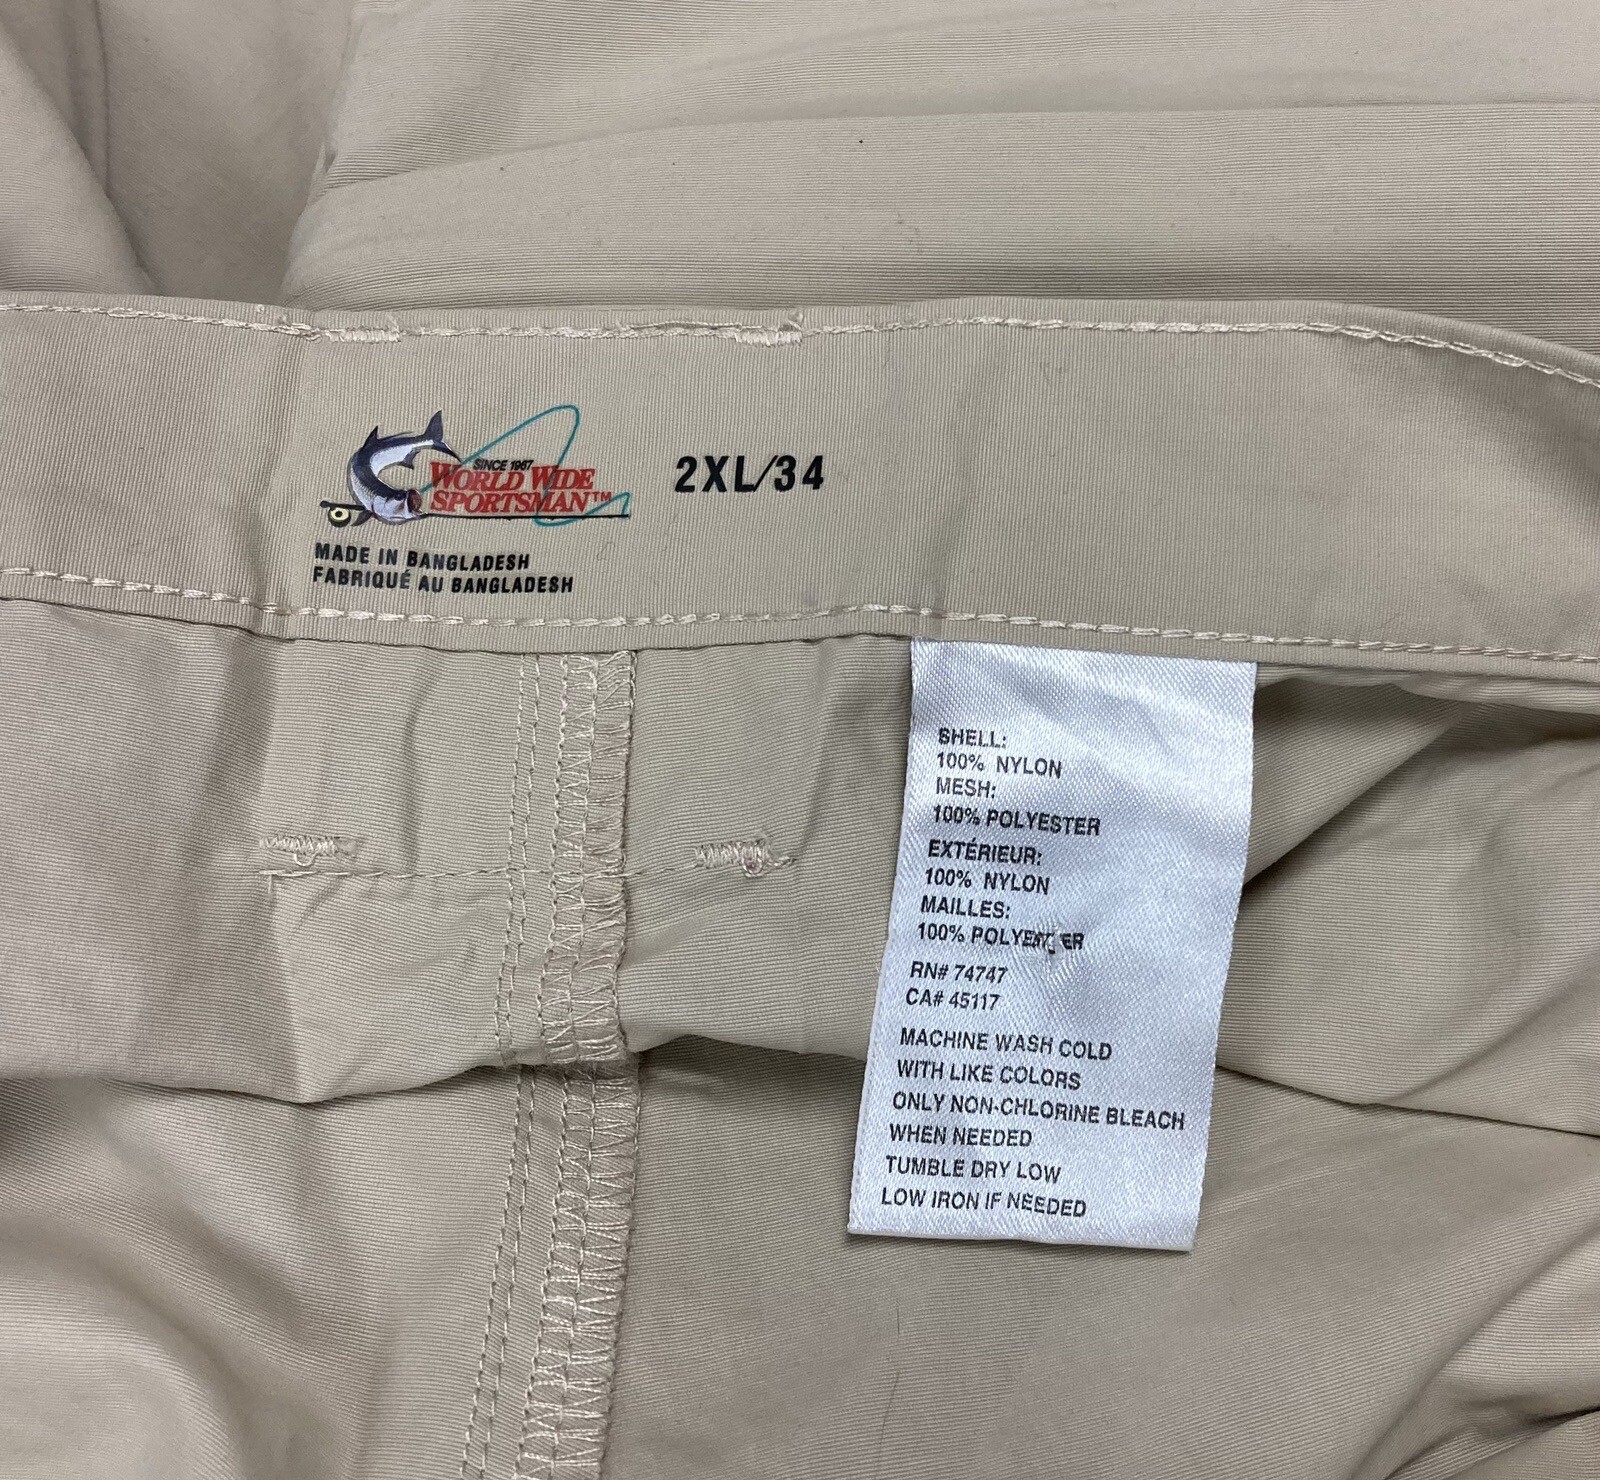 SINCE 1967
WORLD WIDE
SPORTSMAN™
2XL/34
MADE IN BANGLADESH
FABRIQUÉ AU BANGLADESH
SHELL:
100% NYLON
MESH:
100% POLYESTER
EXTÉRIEUR:
100% NYLON
MAILLES:
100% POLYESTER
RN# 74747
CA# 45117
MACHINE WASH COLD
WITH LIKE COLORS
ONLY NON-CHLORINE BLEACH
WHEN NEEDED
TUMBLE DRY LOW
LOW IRON IF NEEDED